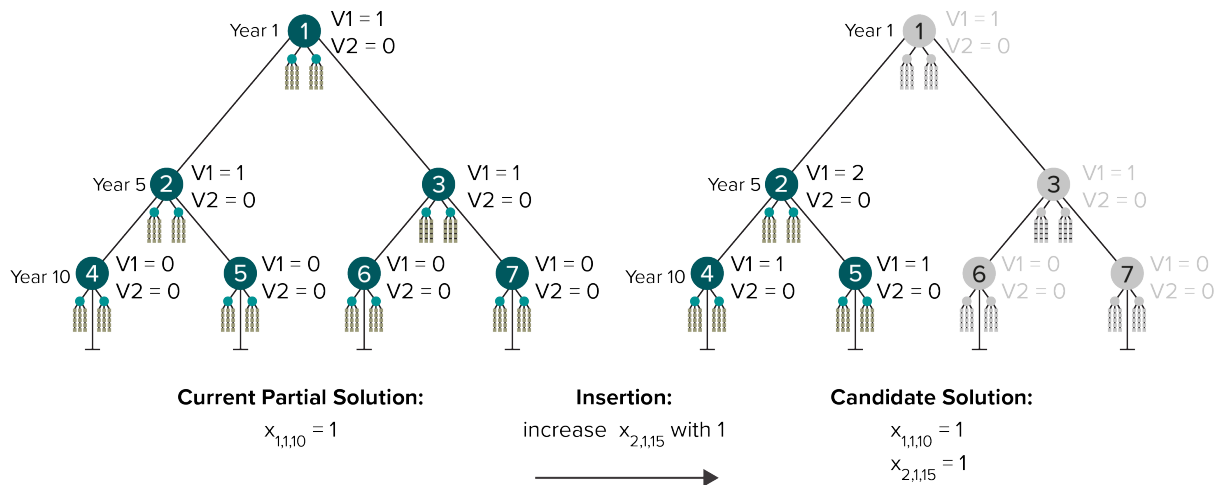 Year 1
1
V1 = 1
V2 = 0
Year 5
2
V1 = 1
V2 = 0
3
V1 = 1
V2 = 0
Year 10
4
V1 = 0
V2 = 0
5
V1 = 0
V2 = 0
6
V1 = 0
V2 = 0
7
V1 = 0
V2 = 0
Year 1
1
V1 = 1
V2 = 0
Year 5
2
V1 = 2
V2 = 0
3
V1 = 1
V2 = 0
Year 10
4
V1 = 1
V2 = 0
5
V1 = 1
V2 = 0
6
V1 = 0
V2 = 0
7
V1 = 0
V2 = 0
Current Partial Solution:
x1,1,10 = 1
Insertion:
increase x2,1,15 with 1
Candidate Solution:
x1,1,10 = 1
x2,1,15 = 1